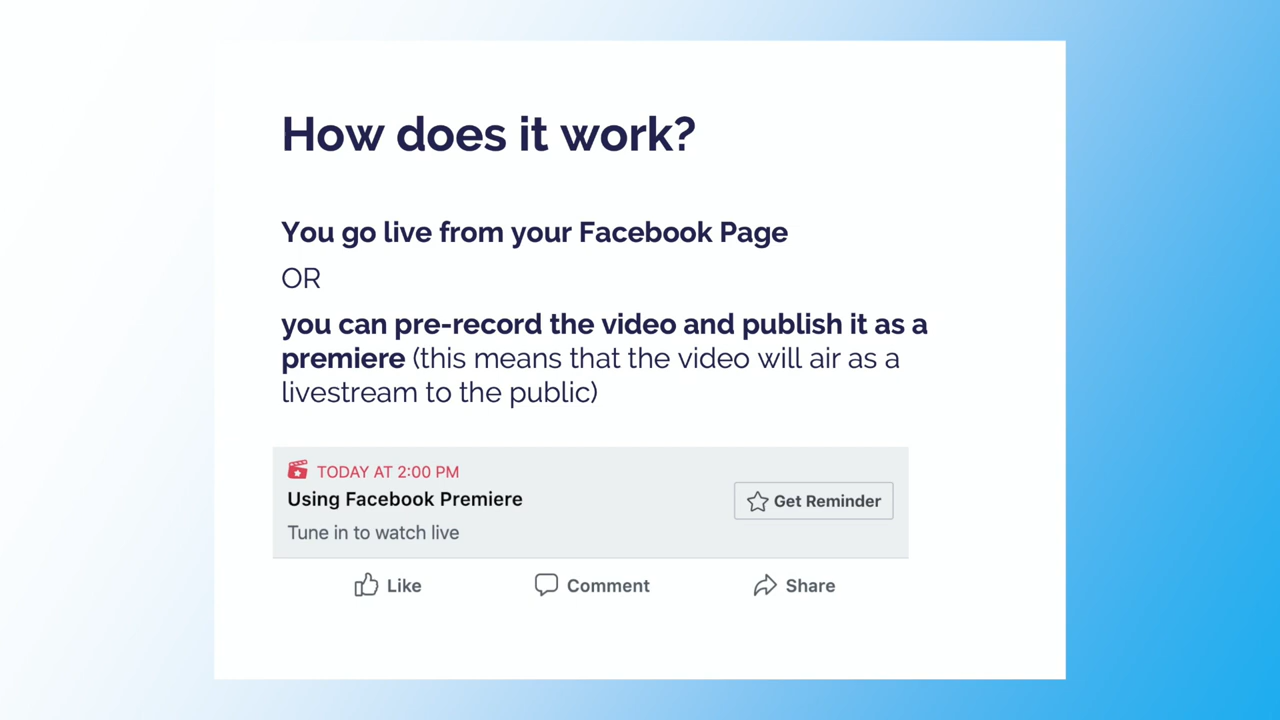 How does it work?
You go live from your Facebook Page
OR
you can pre-record the video and publish it as a
premiere (this means that the video will air as a
livestream to the public)
TODAY AT 2:00 PM
Using Facebook Premiere
Get Reminder
Tune in to watch live
Like Comment Share